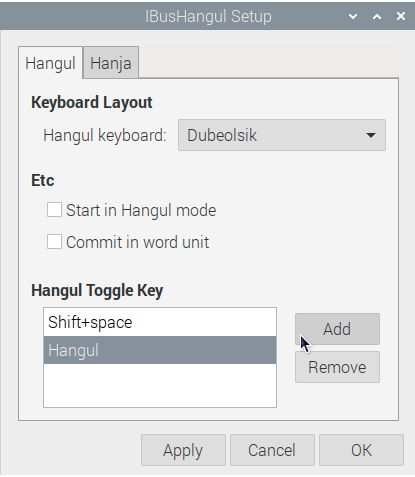 IBusHangul Setup
Hangul Hanja
Keyboard Layout
Hangul keyboard: Dubeolsik
Etc
Start in Hangul mode
Commit in word unit
Hangul Toggle Key
Shift+space
Add
Hangul
Remove
Apply Cancel OK